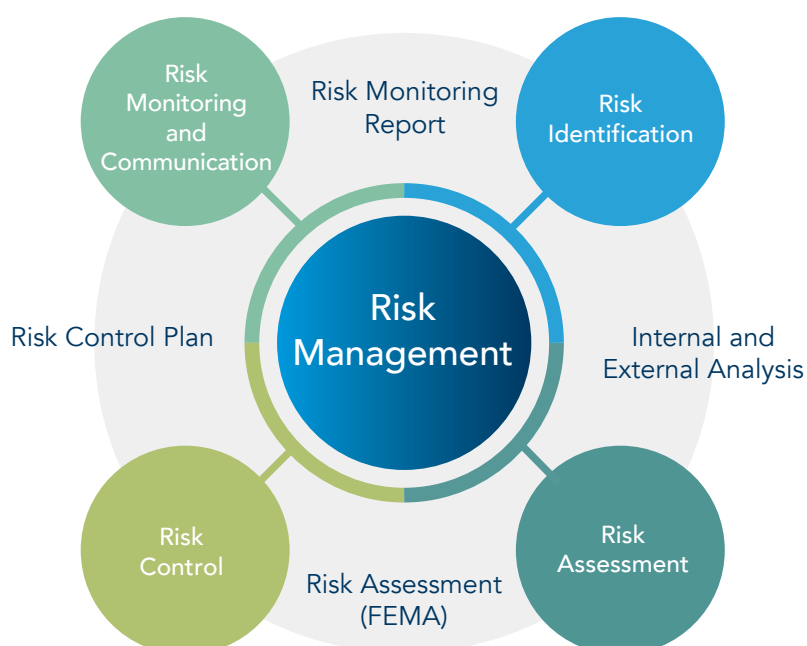 Risk
Monitoring
and
Communication
Risk Monitoring
Report
Risk
Identification
Risk Control Plan
Risk
Management
Internal and
External Analysis
Risk
Control
Risk Assessment
(FEMA)
Risk
Assessment